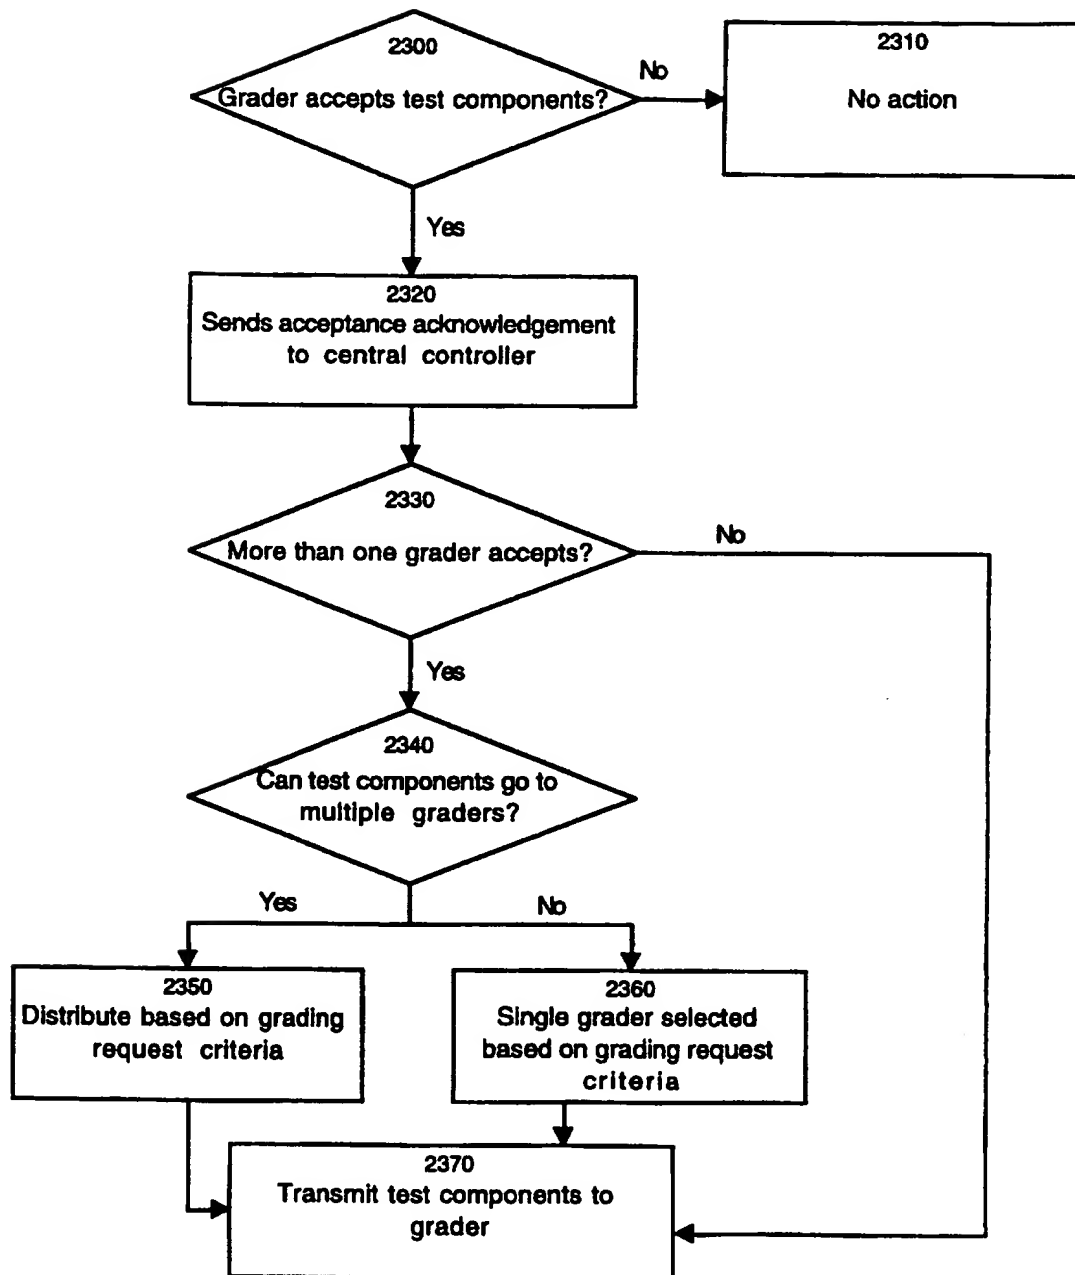 2300
Grader accepts test components?
No
2310
No action
Yes
2320
Sends acceptance acknowledgement
to central controller
2330
More than one grader accepts?
No
Yes
2340
Can test components go to
multiple graders?
Yes
No
2350
Distribute based on grading
request criteria
2360
Single grader selected
based on grading request
criteria
2370
Transmit test components to
grader